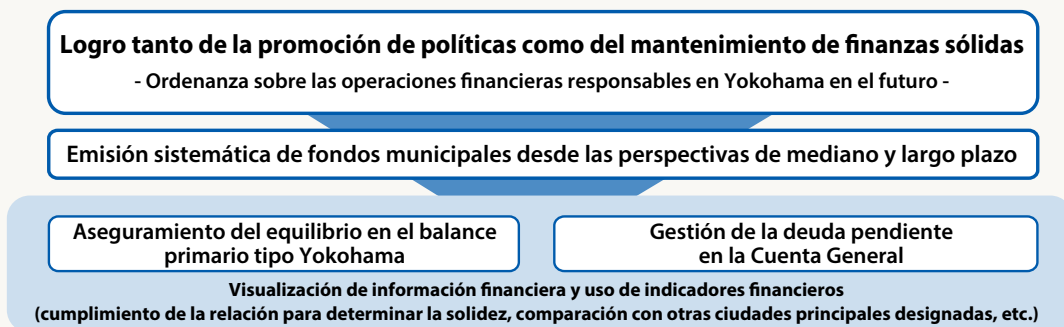 Logro tanto de la promoción de políticas como del mantenimiento de finanzas sólidas
- Ordenanza sobre las operaciones financieras responsables en Yokohama en el futuro -
Emisión sistemática de fondos municipales desde las perspectivas de mediano y largo plazo
Aseguramiento del equilibrio en el balance
primario tipo Yokohama
Gestión de la deuda pendiente
en la Cuenta General
Visualización de información financiera y uso de indicadores financieros
(cumplimiento de la relación para determinar la solidez, comparación con otras ciudades principales designadas, etc.)